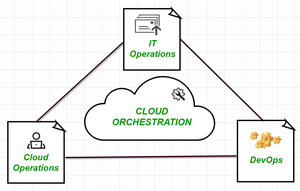 IT
Operations
CLOUD
ORCHESTRATION
Cloud
Operations
DevOps